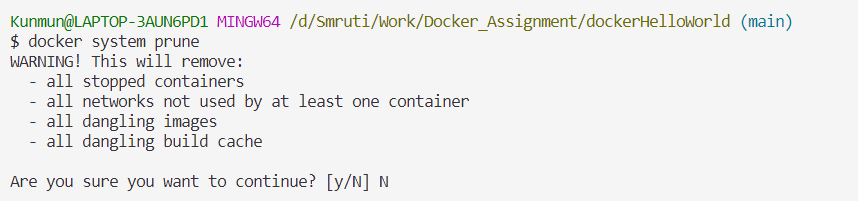 Kunmun@LAPTOP-3AUN6PD1 MINGW64 /d/Smruti/Work/Docker_Assignment/dockerHelloWorld (main)
$ docker system prune
WARNING! This will remove:
  - all stopped containers
  - all networks not used by at least one container
  - all dangling images
  - all dangling build cache

Are you sure you want to continue? [y/N] N